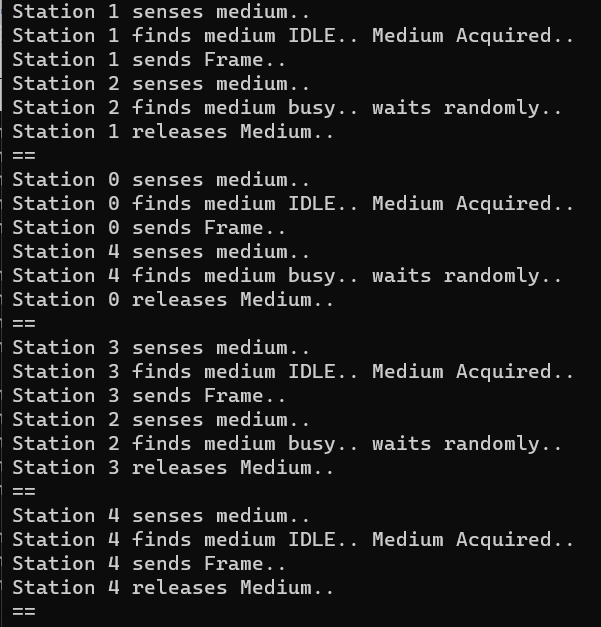 Station 1 senses medium..
Station 1 finds medium IDLE.. Medium Acquired..
Station 1 sends Frame..
Station 2 senses medium..
Station 2 finds medium busy.. waits randomly..
Station 1 releases Medium..
==
Station 0 senses medium..
Station 0 finds medium IDLE.. Medium Acquired..
Station 0 sends Frame..
Station 4 senses medium..
Station 4 finds medium busy.. waits randomly..
Station 0 releases Medium..
==
Station 3 senses medium..
Station 3 finds medium IDLE.. Medium Acquired..
Station 3 sends Frame..
Station 2 senses medium..
Station 2 finds medium busy.. waits randomly..
Station 3 releases Medium..
==
Station 4 senses medium..
Station 4 finds medium IDLE.. Medium Acquired..
Station 4 sends Frame..
Station 4 releases Medium..
==